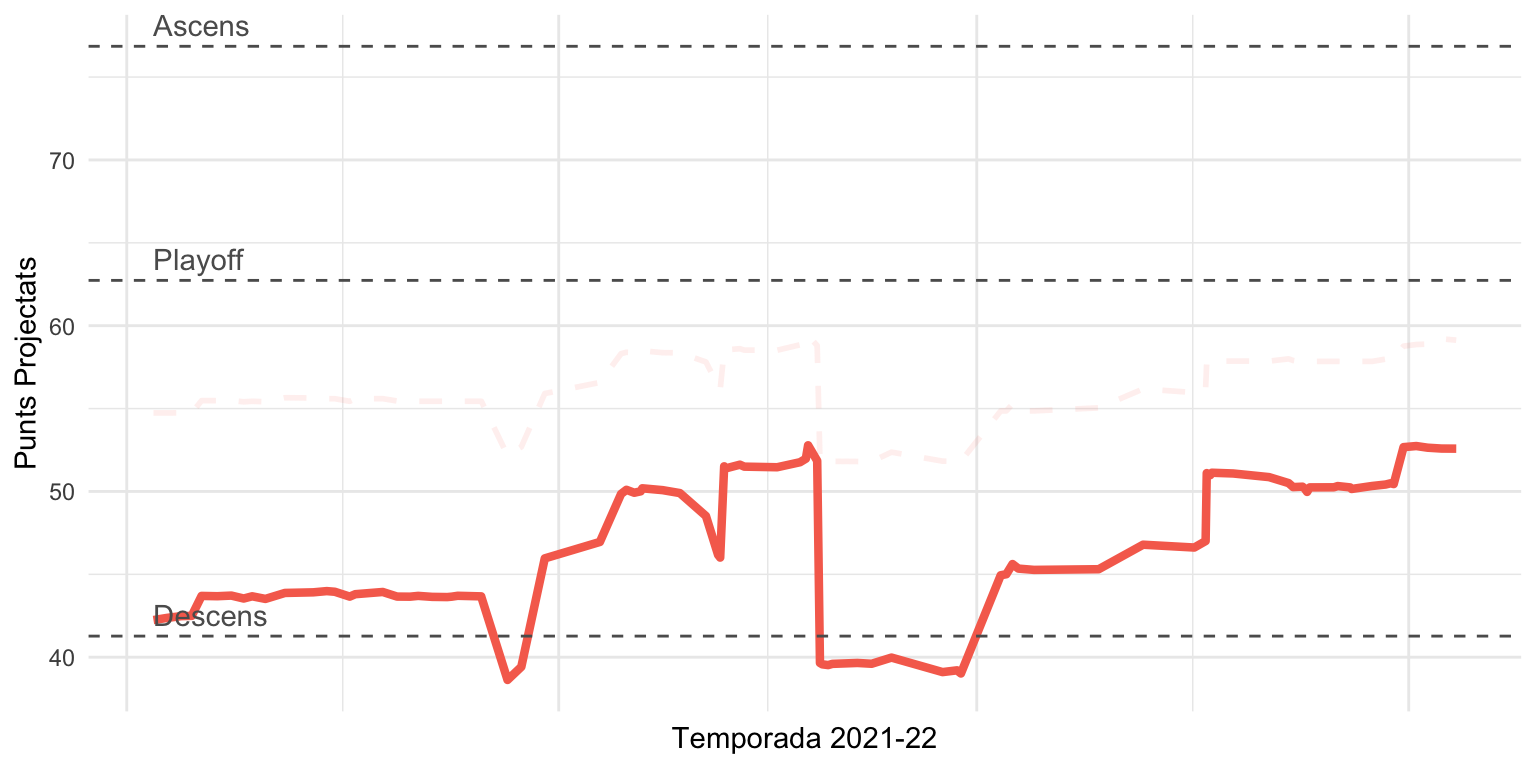 Ascens
70
Playoff
60
50
Descens
40
Punts Projectats
Temporada 2021-22